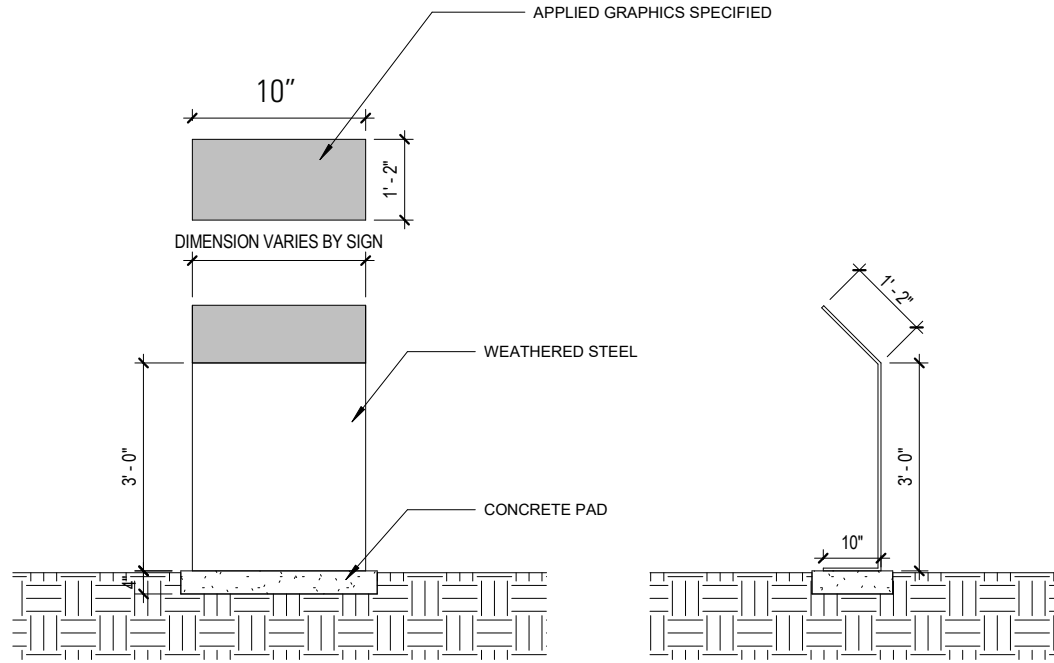 APPLIED GRAPHICS SPECIFIED
10"
1' - 2"
DIMENSION VARIES BY SIGN
1' - 2"
WEATHERED STEEL
3' - 0"
3' - 0"
CONCRETE PAD
10"
4"